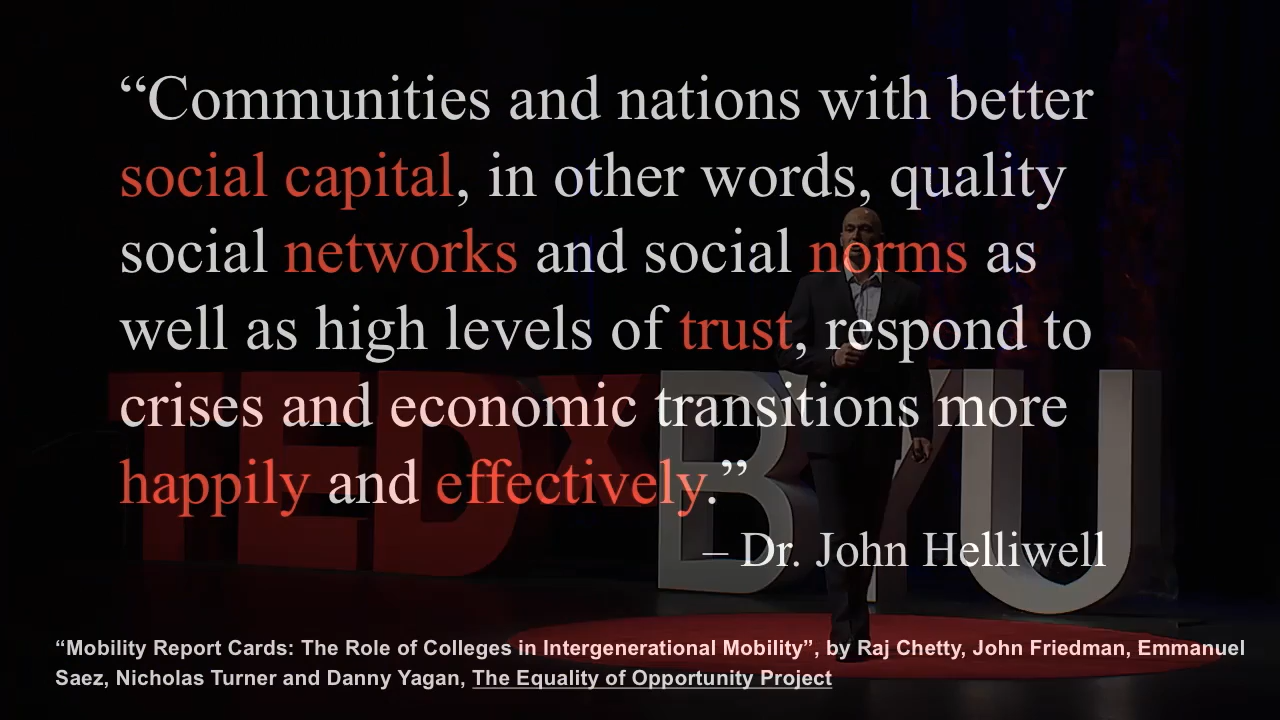 “Communities and nations with better
social capital, in other words, quality
social networks and social norms as
well as high levels of trust, respond to
crises and economic transitions more
happily and effectively.”
– Dr. John Helliwell
TEDxBYU
“Mobility Report Cards: The Role of Colleges in Intergenerational Mobility”, by Raj Chetty, John Friedman, Emmanuel
Saez, Nicholas Turner and Danny Yagan, The Equality of Opportunity Project